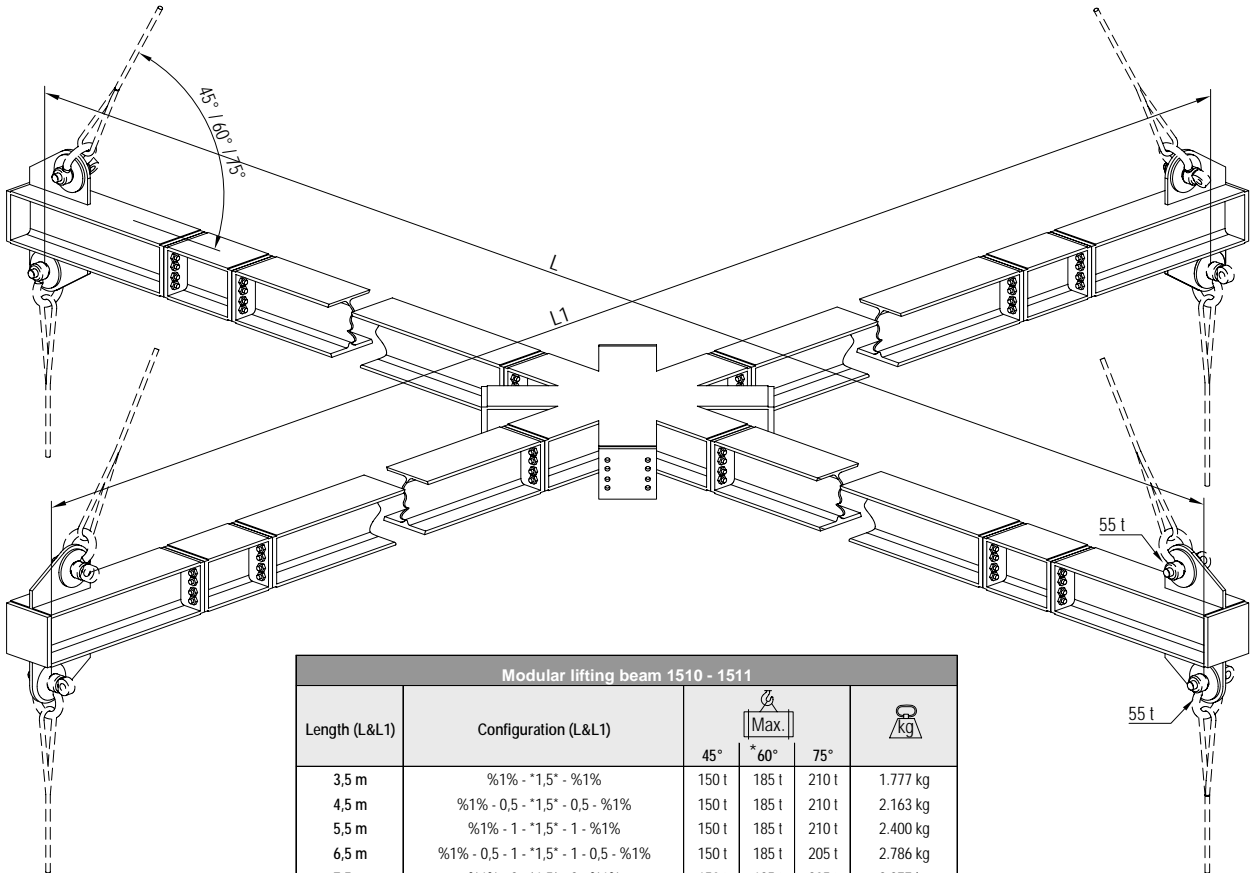 45° / 60° / 75°
L
L1
55 t
55 t
Modular lifting beam 1510 - 1511
Length (L&L1) Configuration (L&L1) Max. kg
45° *60° 75°
3,5 m %1% - *1,5* - %1% 150 t 185 t 210 t 1.777 kg
4,5 m %1% - 0,5 - *1,5* - 0,5 - %1% 150 t 185 t 210 t 2.163 kg
5,5 m %1% - 1 - *1,5* - 1 - %1% 150 t 185 t 210 t 2.400 kg
6,5 m %1% - 0,5 - 1 - *1,5* - 1 - 0,5 - %1% 150 t 185 t 205 t 2.786 kg